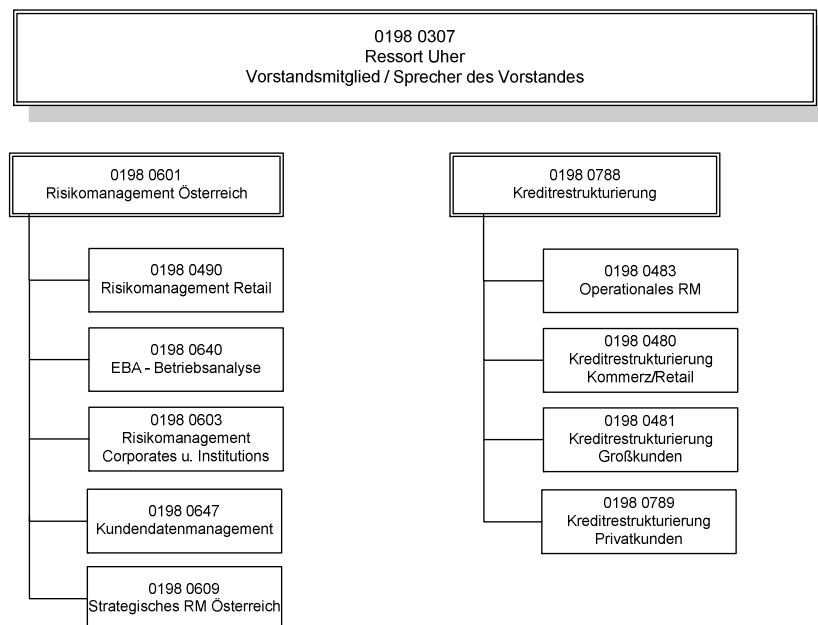 0198 0307
Ressort Uher
Vorstandsmitglied / Sprecher des Vorstandes
0198 0601
Risikomanagement Österreich
0198 0490
Risikomanagement Retail
0198 0640
EBA - Betriebsanalyse
0198 0603
Risikomanagement
Corporates u. Institutions
0198 0647
Kundendatenmanagement
0198 0609
Strategisches RM Österreich
0198 0788
Kreditrestrukturierung
0198 0483
Operationales RM
0198 0480
Kreditrestrukturierung
Kommerz/Retail
0198 0481
Kreditrestrukturierung
Großkunden
0198 0789
Kreditrestrukturierung
Privatkunden